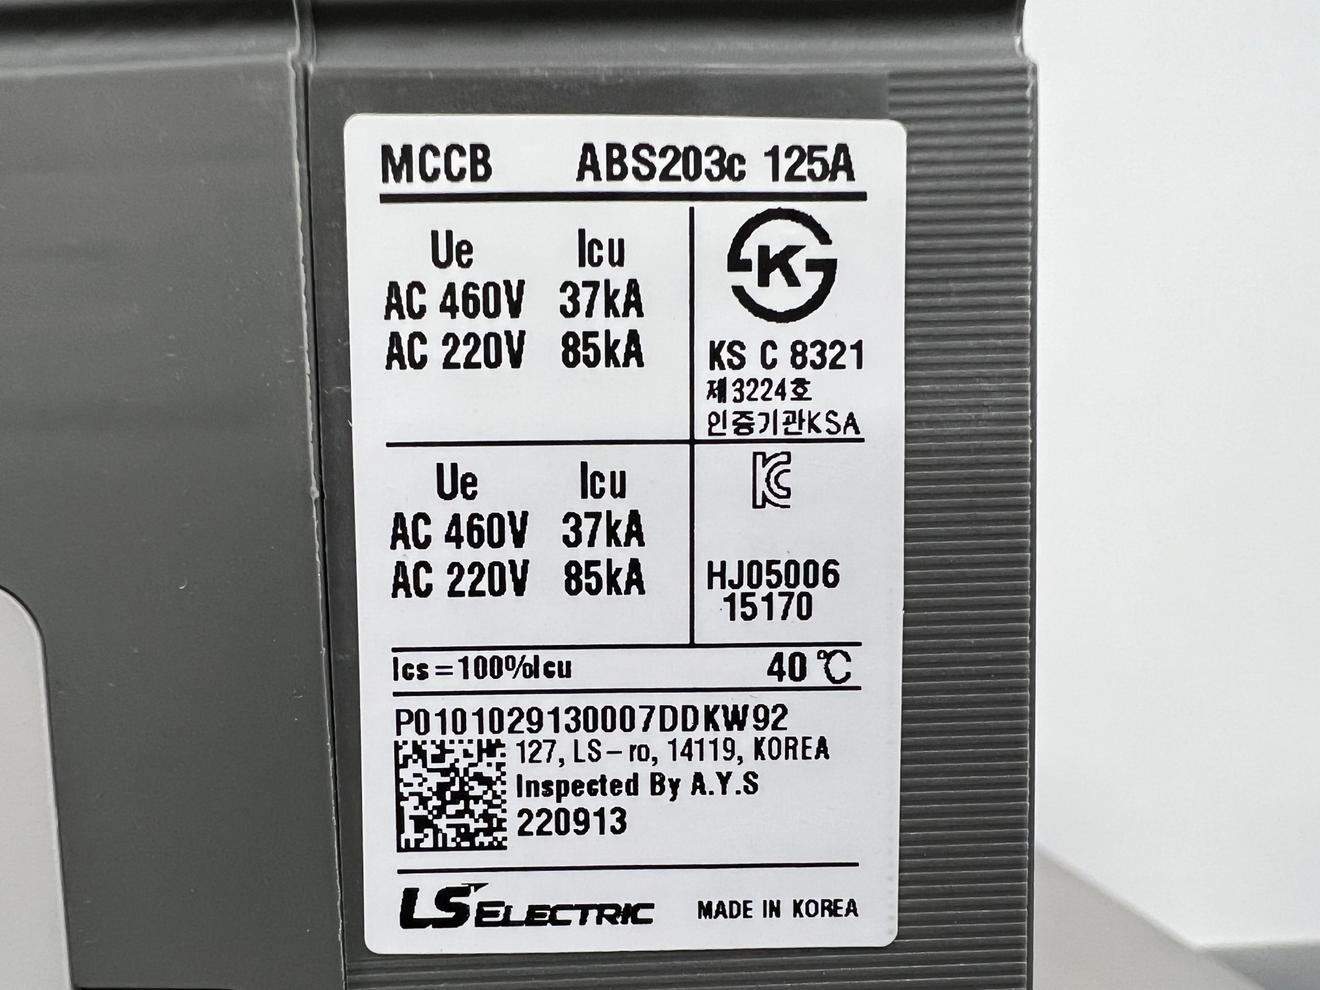 MCCB ABS203c 125A
Ue Icu
AC 460V 37kA
AC 220V 85kA
K
KS C 8321
제3224호
인증기관KSA
Ue Icu
AC 460V 37kA
AC 220V 85kA
KC
HJ05006
15170
Ics=100%Icu 40℃
P0101029130007DDKW92
127, LS-ro, 14119, KOREA
Inspected By A.Y.S
220913
LS ELECTRIC MADE IN KOREA